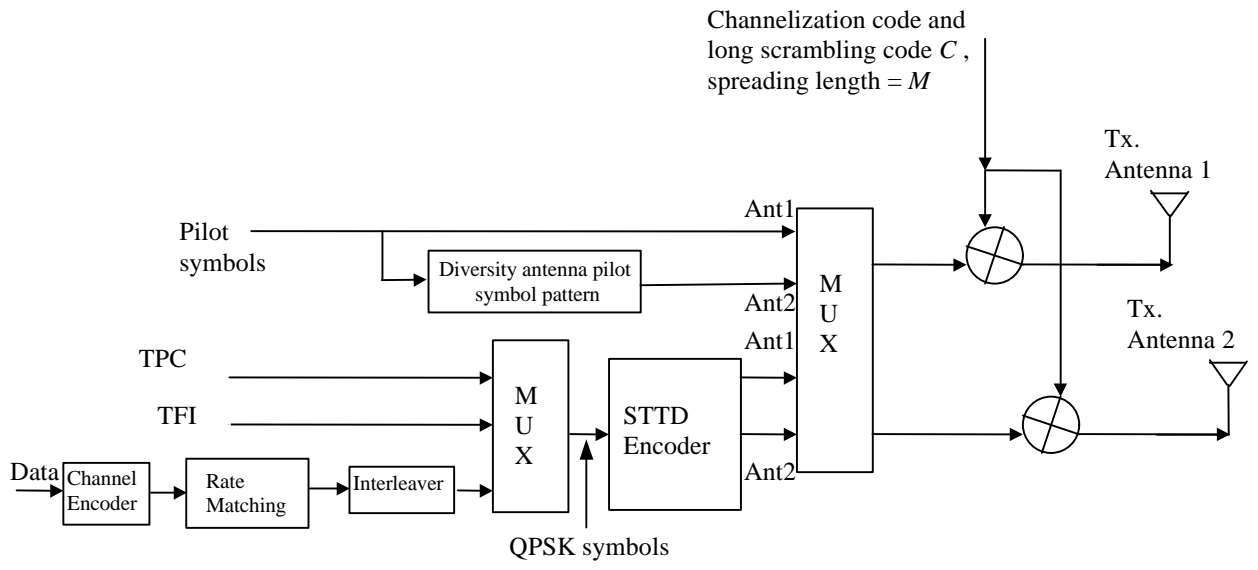 Channelization code and
long scrambling code C ,
spreading length = M
Tx.
Antenna 1
Ant1
Pilot
symbols
Diversity antenna pilot
symbol pattern
M
U
X
Ant2
Tx.
Antenna 2
Ant1
TPC
M
U
X
STTD
Encoder
TFI
Data
Channel
Encoder
Rate
Matching
Interleaver
Ant2
QPSK symbols